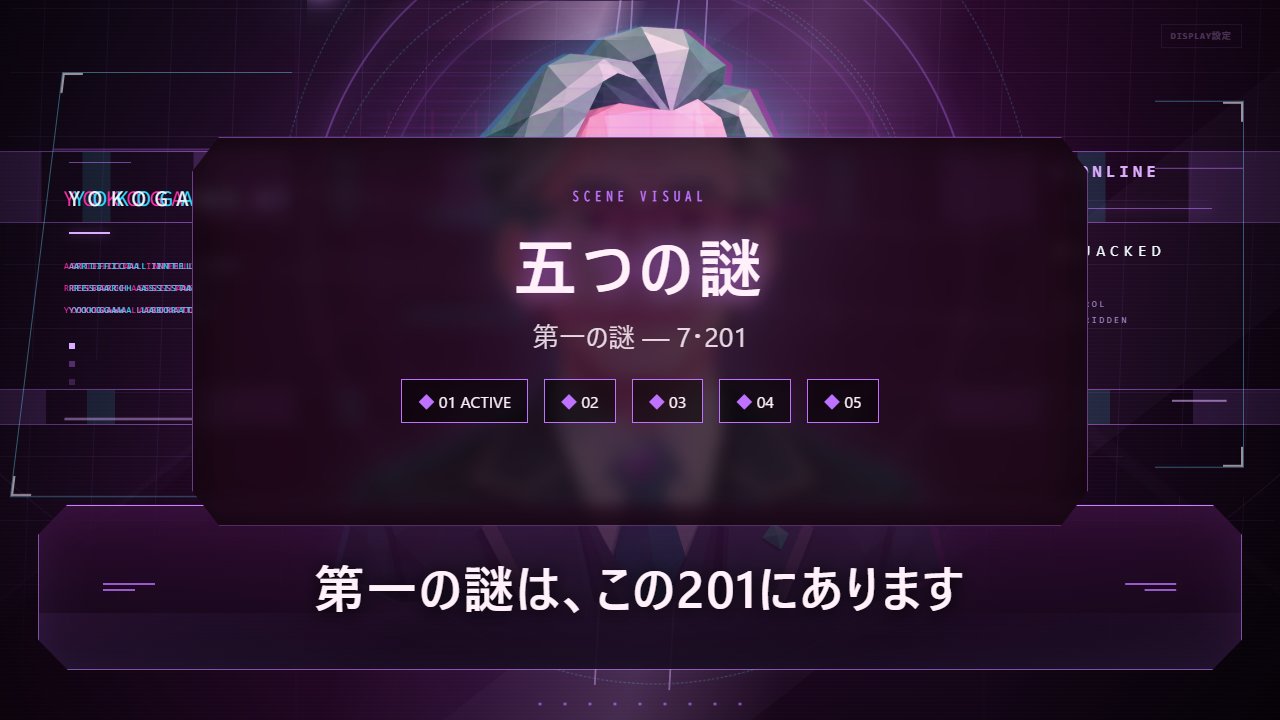 DISPLAY設定
YOKOGA
ONLINE
JACKED
SCENE VISUAL
五つの謎
第一の謎 — 7・201
01 ACTIVE
02
03
04
05
第一の謎は、この201にあります